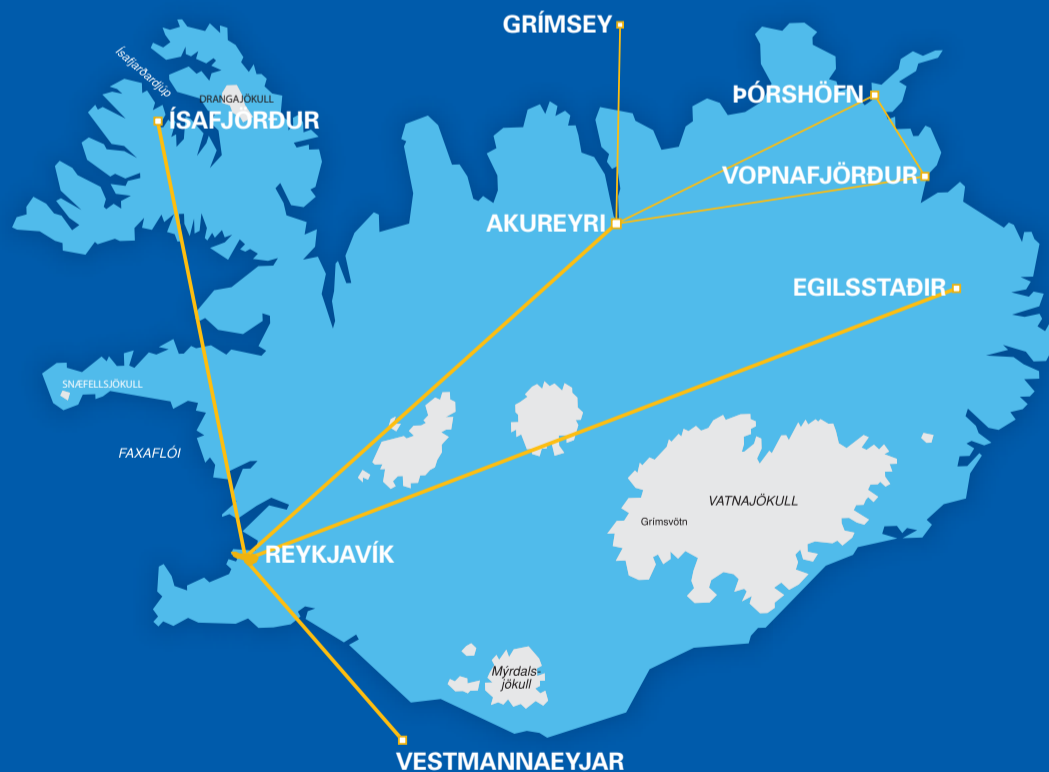 GRÍMSEY
Ísafjarðardjúp
ÞÓRSHÖFN
DRANGAJÖKULL
ÍSAFJÖRÐUR
VOPNAFJÖRÐUR
AKUREYRI
EGILSSTAÐIR
SNÆFELLSJÖKULL
FAXAFLÓI
VATNAJÖKULL
Grímsvötn
REYKJAVÍK
Mýrdals-
jökull
VESTMANNAEYJAR